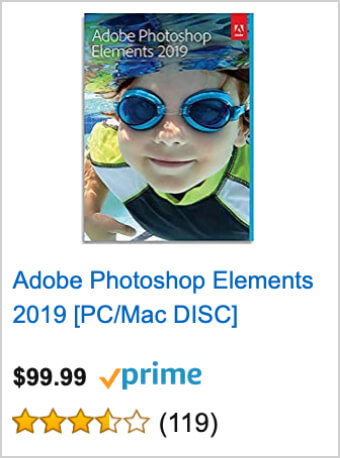 Adobe Photoshop
Elements 2019
Adobe
Adobe Photoshop Elements
2019 [PC/Mac DISC]
$99.99 prime
(119)